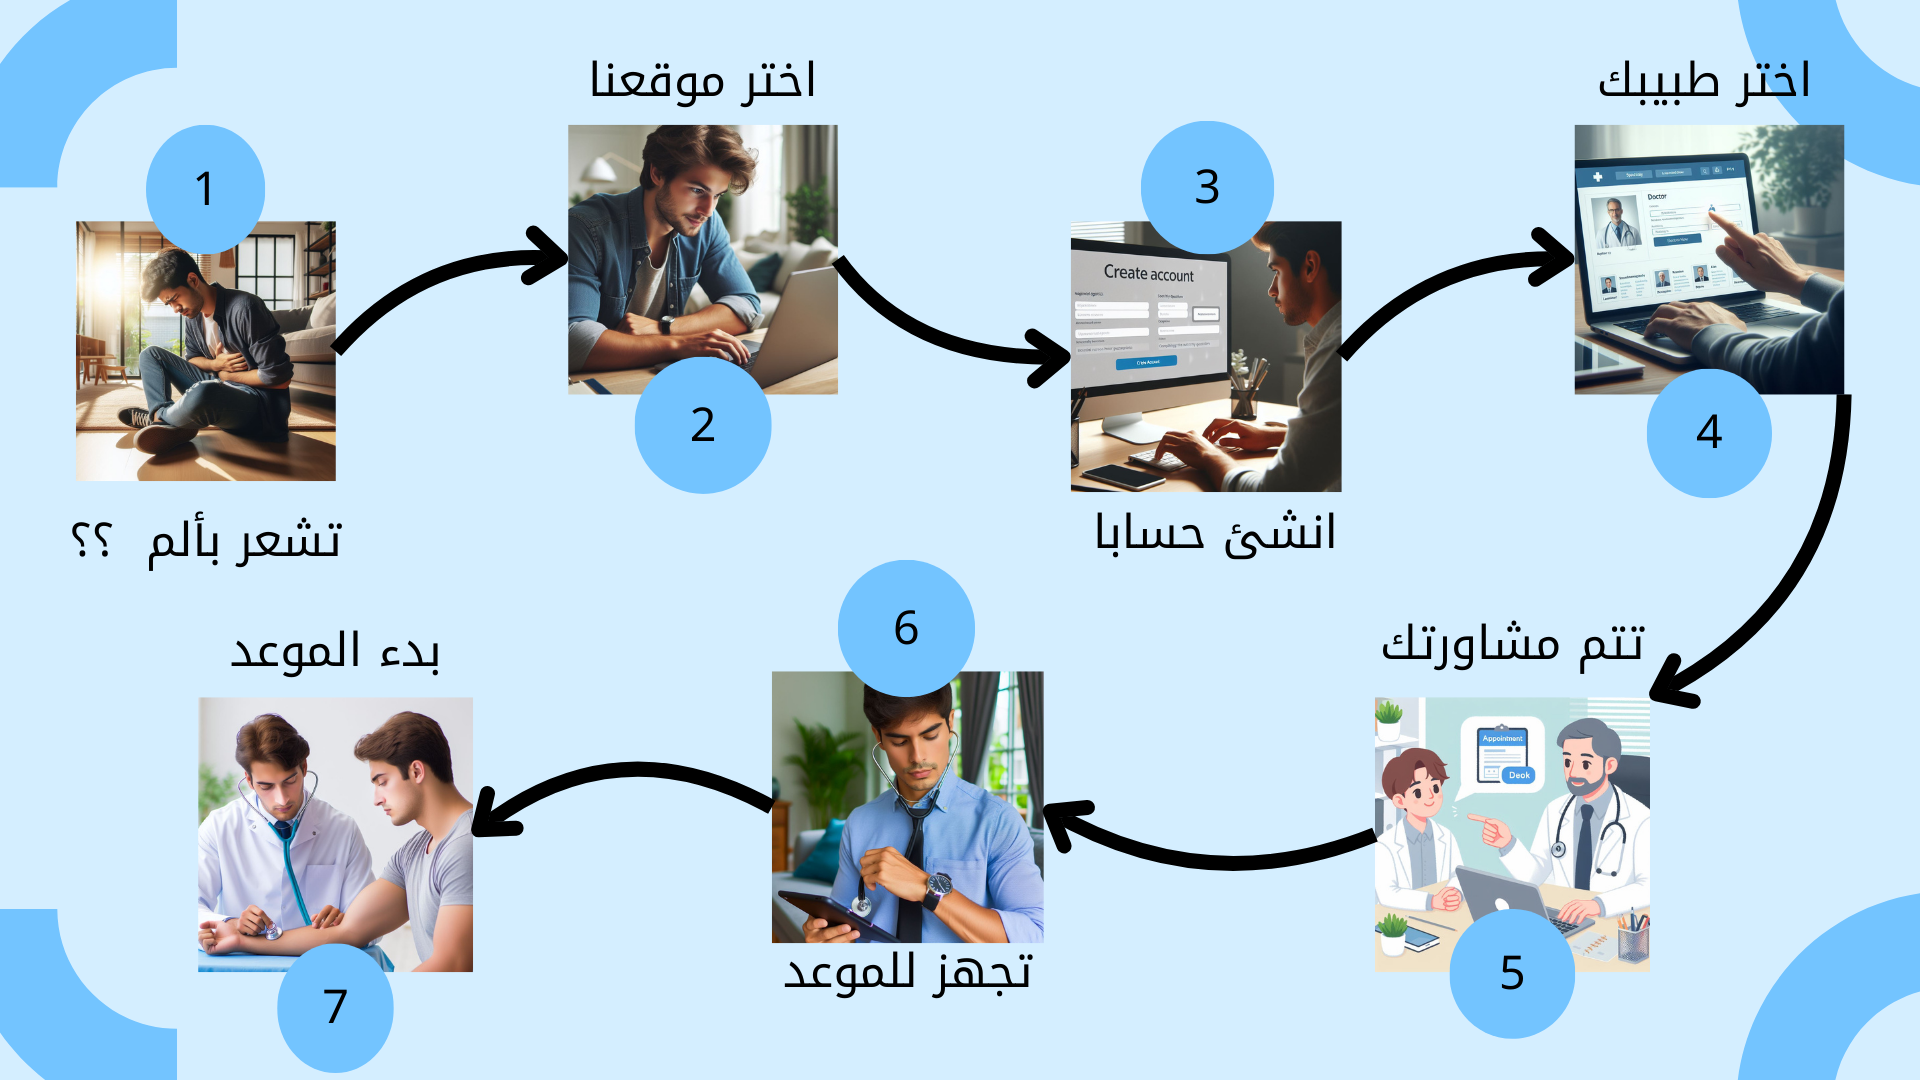 1
تشعر بألم ؟؟
اختر موقعنا
2
3
Create account
انشئ حسابا
اختر طبيبك
Doctor
4
تتم مشاورتك
Appointment
Deok
5
6
تجهز للموعد
بدء الموعد
7